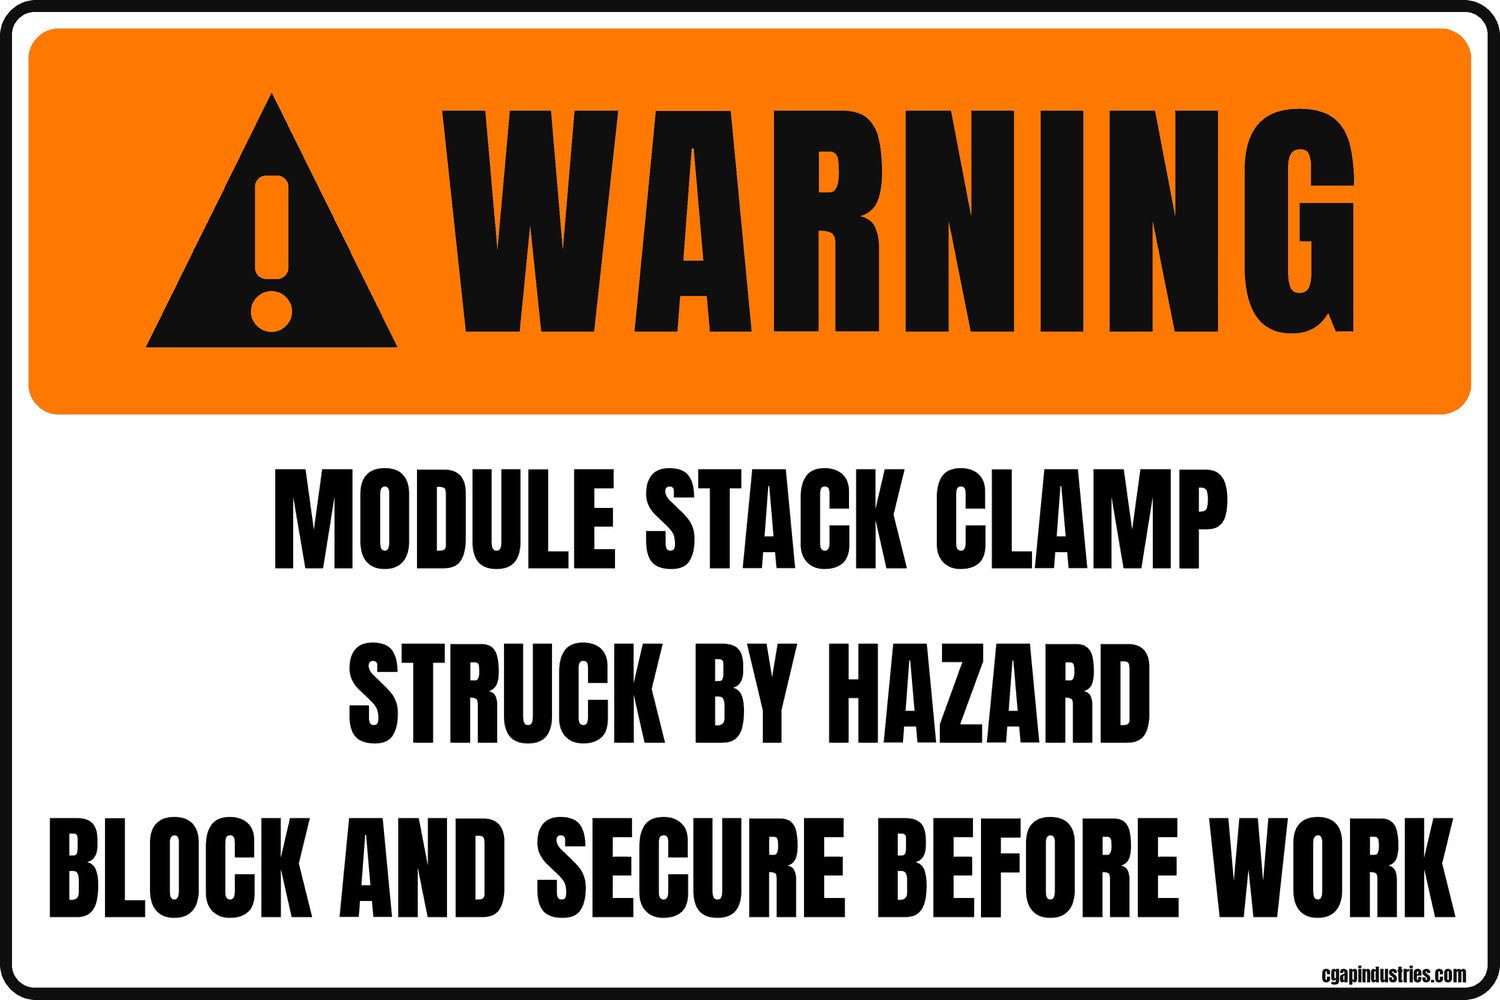 WARNING
MODULE STACK CLAMP
STRUCK BY HAZARD
BLOCK AND SECURE BEFORE WORK
cgapindustries.com